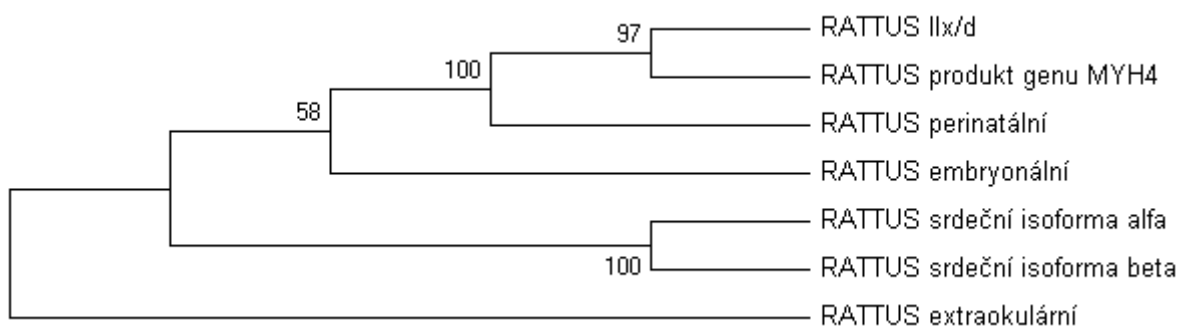 RATTUS IIx/d
97
RATTUS produkt genu MYH4
100
RATTUS perinatální
58
RATTUS embryonální
RATTUS srdeční isoforma alfa
RATTUS srdeční isoforma beta
100
RATTUS extraokulární